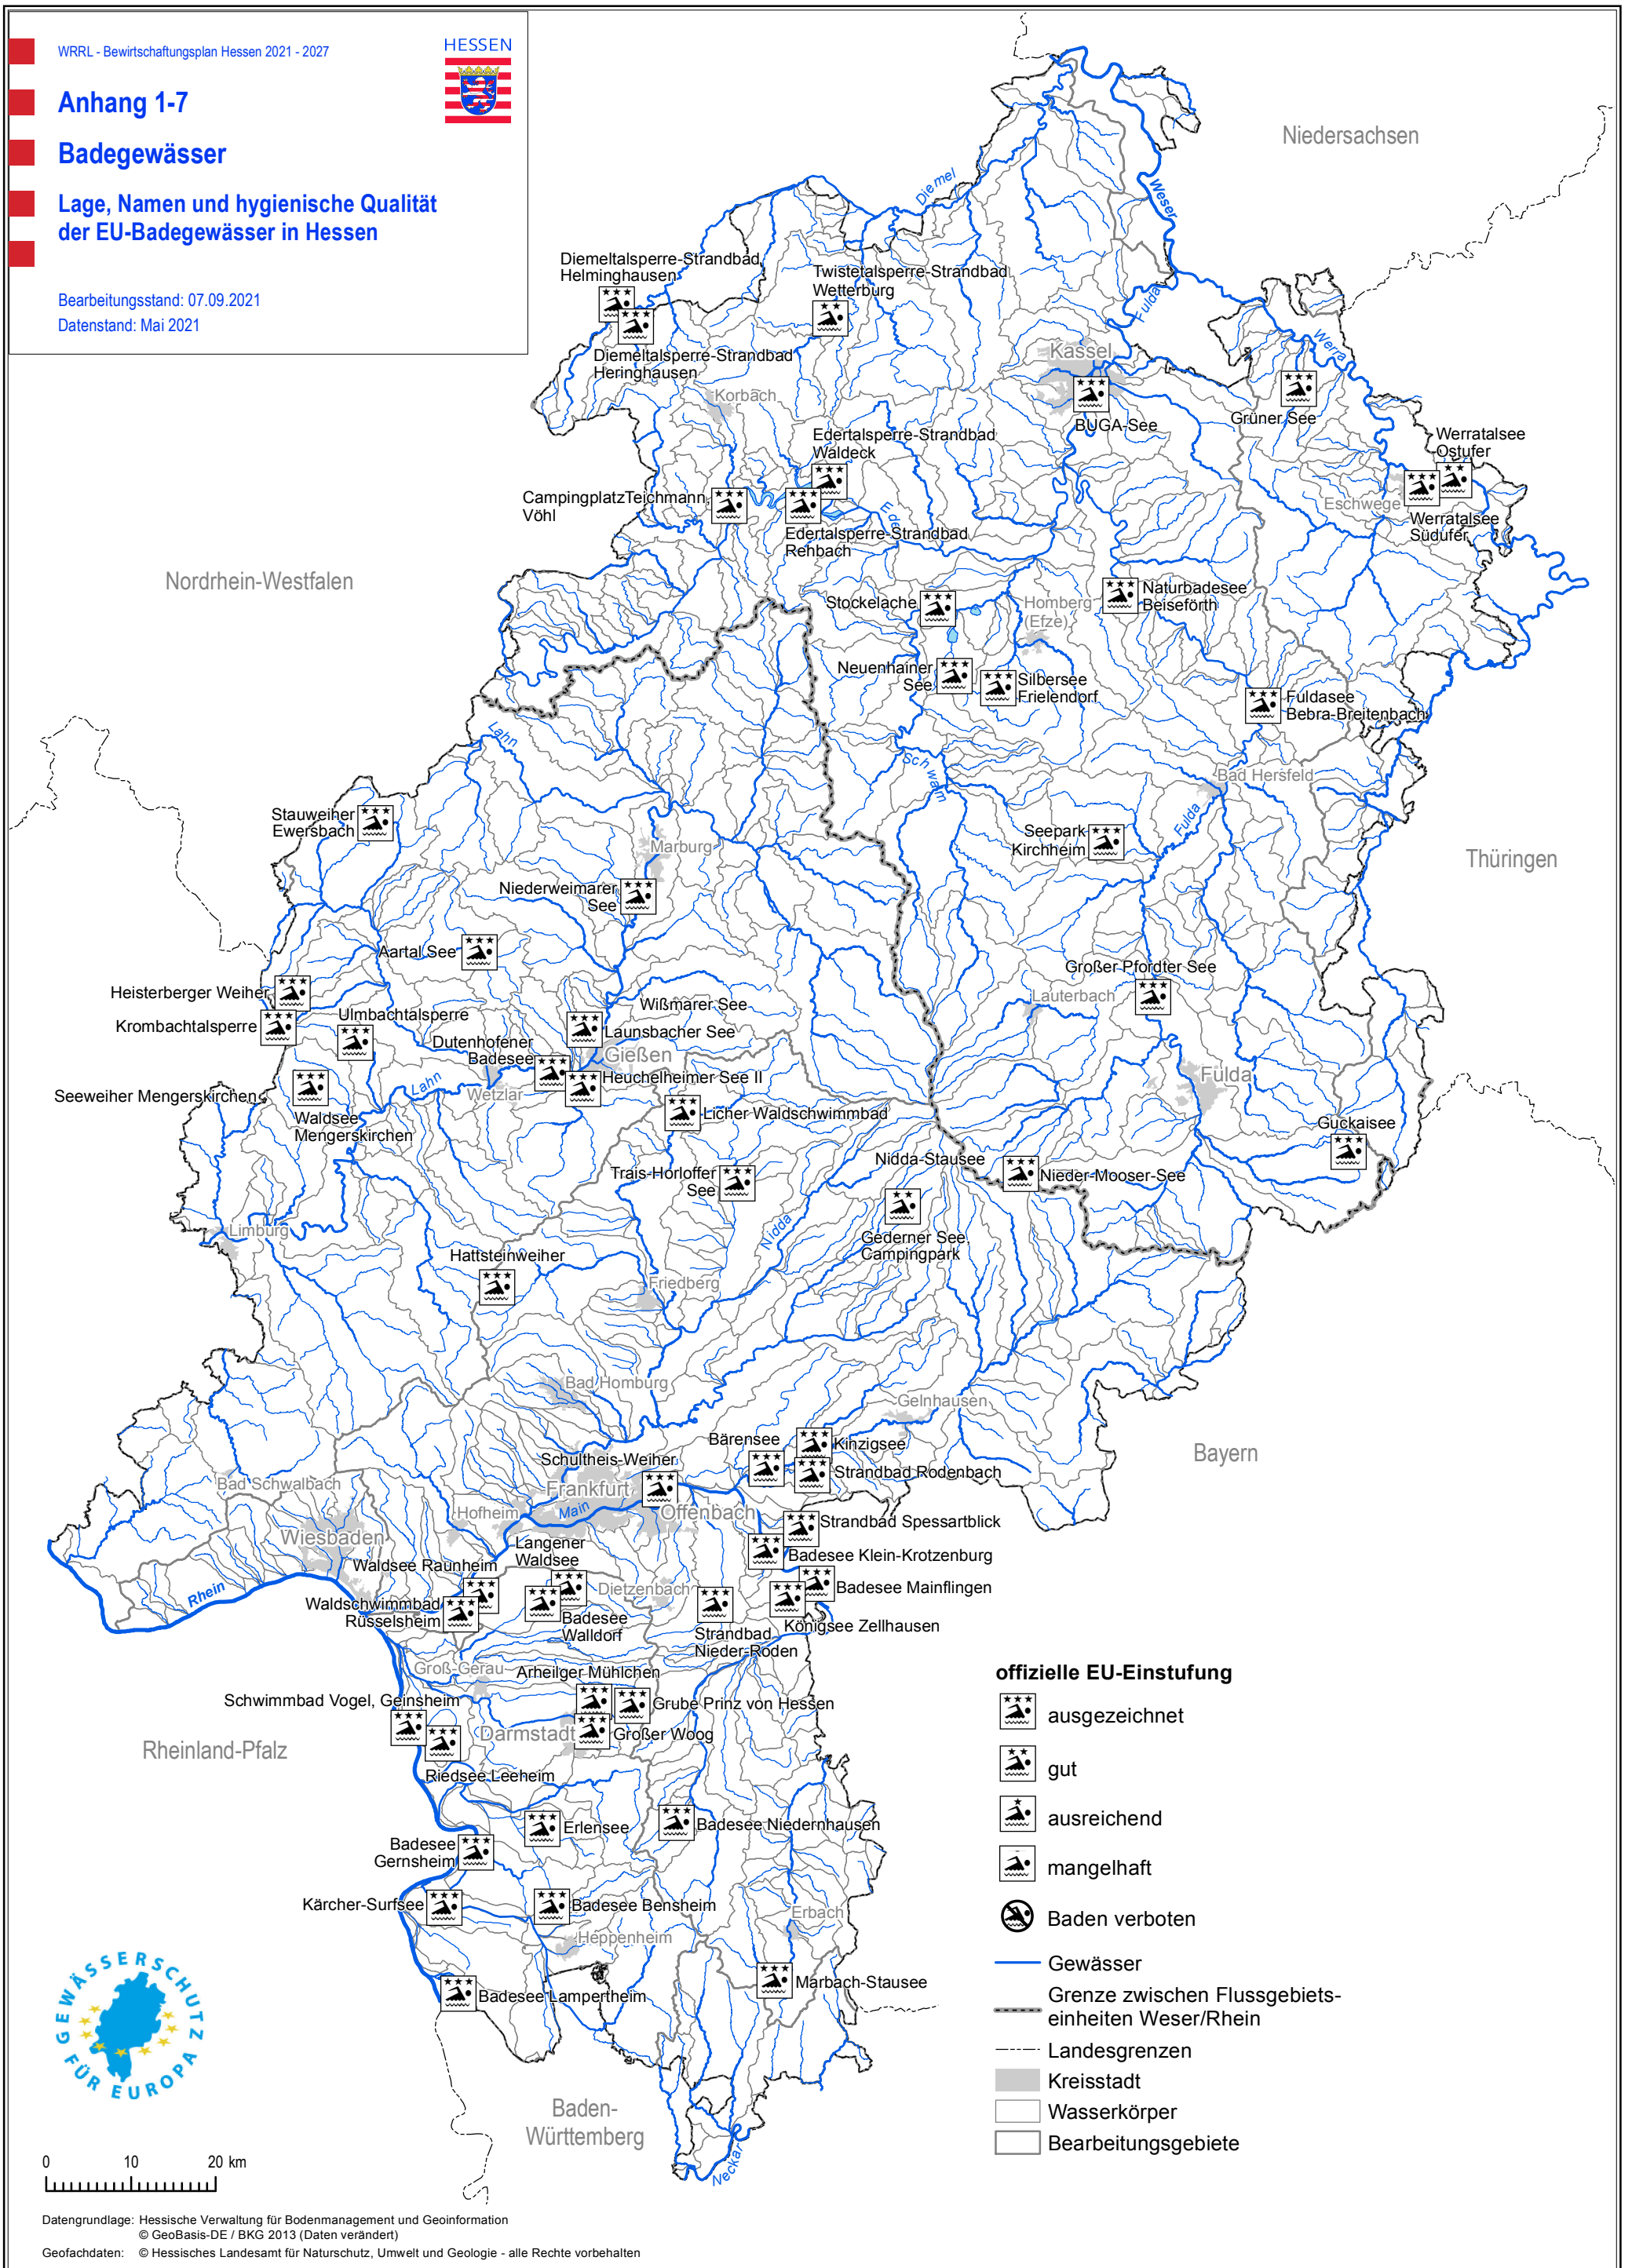 WRRL - Bewirtschaftungsplan Hessen 2021 - 2027
HESSEN
Anhang 1-7
Badegewässer
Lage, Namen und hygienische Qualität
der EU-Badegewässer in Hessen
Bearbeitungsstand: 07.09.2021
Datenstand: Mai 2021
Niedersachsen
Diemel
Weser
Diemeltalsperre-Strandbad
Helminghausen
Twistetalsperre-Strandbad
Wetterburg
Fulda
Werra
Diemeltalsperre-Strandbad
Heringhausen
Kassel
Korbach
BUGA-See
Grüner See
Edertalsperre-Strandbad
Waldeck
Werratalsee
Ostufer
CampingplatzTeichmann
Vöhl
Eschwege
Eder
Werratalsee
Südufer
Edertalsperre-Strandbad
Rehbach
Nordrhein-Westfalen
Naturbadesee
Beiseförth
Stockelache
Homberg
(Efze)
Neuenhainer
See
Silbersee
Frielendorf
Fuldasee
Bebra-Breitenbach
Lahn
Schwalm
Bad Hersfeld
Stauweiher
Ewersbach
Fulda
Seepark
Kirchheim
Marburg
Thüringen
Niederweimarer
See
Aartal See
Großer Pfordter See
Heisterberger Weiher
Lauterbach
Wißmarer See
Krombachtalsperre
Ulmbachtalsperre
Launsbacher See
Dutenhofener
Badesee
Gießen
Heuchelheimer See II
Fulda
Lahn
Wetzlar
Seeweiher Mengerskirchen
Waldsee
Mengerskirchen
Licher Waldschwimmbad
Guckaisee
Nidda-Stausee
Trais-Horloffer
See
Nieder-Mooser-See
Nidda
Limburg
Gederner See,
Campingpark
Hattsteinweiher
Friedberg
Bad Homburg
Gelnhausen
Bärensee
Kinzigsee
Bayern
Schultheis-Weiher
Strandbad Rodenbach
Bad Schwalbach
Frankfurt
Main
Hofheim
Offenbach
Strandbad Spessartblick
Wiesbaden
Langener
Waldsee
Badesee Klein-Krotzenburg
Waldsee Raunheim
Rhein
Dietzenbach
Badesee Mainflingen
Waldschwimmbad
Rüsselsheim
Badesee
Walldorf
Königsee Zellhausen
Strandbad
Nieder-Roden
Groß-Gerau
Arheilger Mühlchen
Schwimmbad Vogel, Geinsheim
Grube Prinz von Hessen
Darmstadt
Großer Woog
Rheinland-Pfalz
Riedsee Leeheim
Erlensee
Badesee Niedernhausen
Badesee
Gernsheim
Kärcher-Surfsee
Badesee Bensheim
Erbach
Heppenheim
Marbach-Stausee
Badesee Lampertheim
Baden-
Württemberg
Neckar
offizielle EU-Einstufung
ausgezeichnet
gut
ausreichend
mangelhaft
Baden verboten
Gewässer
Grenze zwischen Flussgebiets-
einheiten Weser/Rhein
Landesgrenzen
Kreisstadt
Wasserkörper
Bearbeitungsgebiete
GEWÄSSERSCHUTZ
FÜR EUROPA
0 10 20 km
Datengrundlage: Hessische Verwaltung für Bodenmanagement und Geoinformation
© GeoBasis-DE / BKG 2013 (Daten verändert)
Geofachdaten: © Hessisches Landesamt für Naturschutz, Umwelt und Geologie - alle Rechte vorbehalten